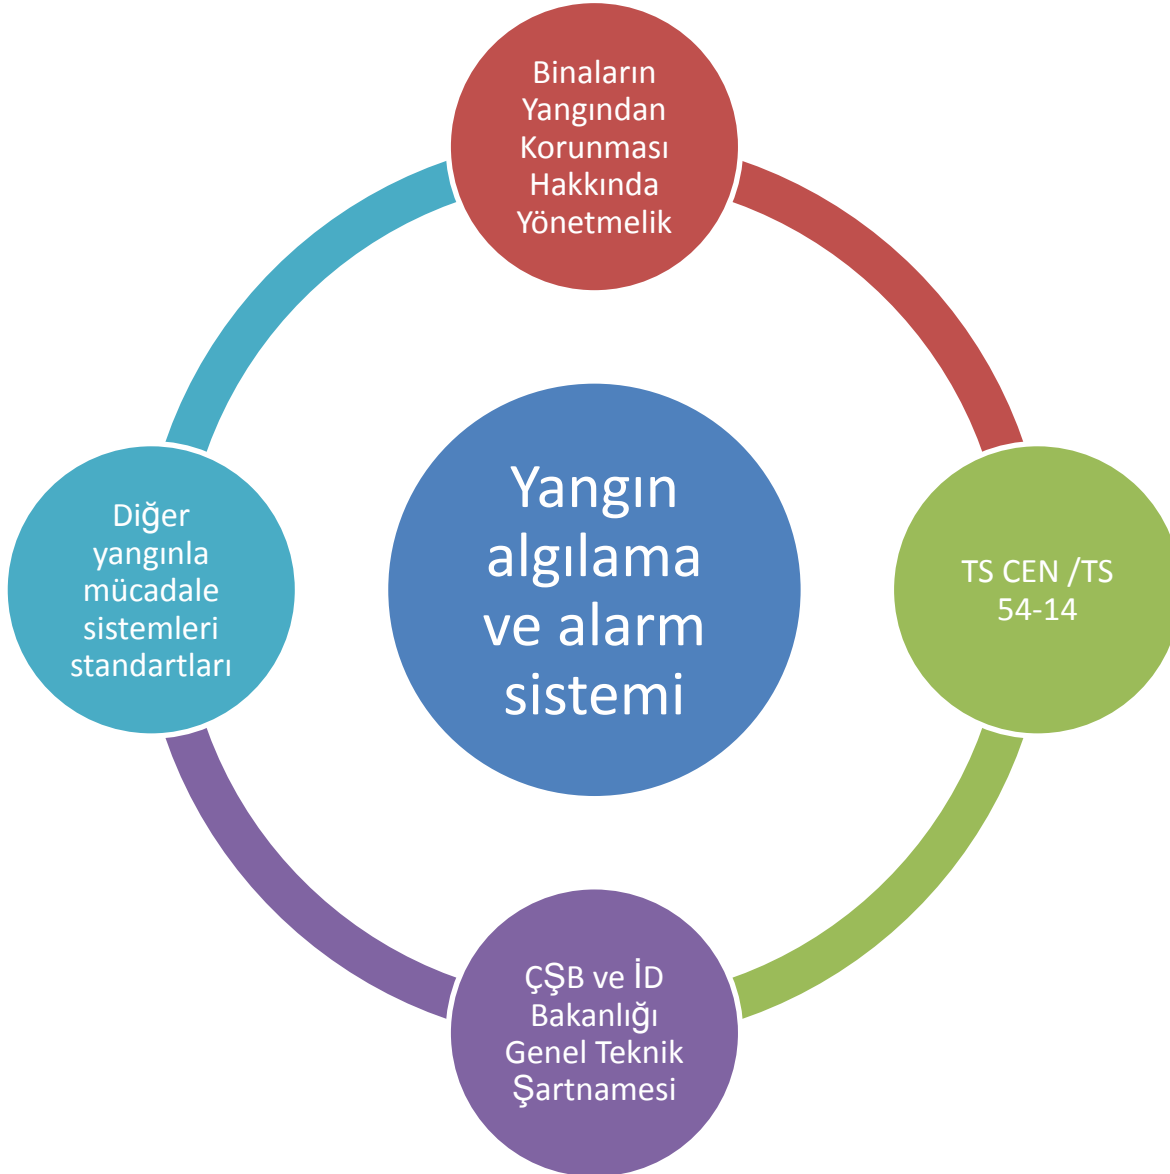 Binaların
Yangından
Korunması
Hakkında
Yönetmelik
Diğer
yangınla
mücadale
sistemleri
standartları
Yangın
algılama
ve alarm
sistemi
TS CEN /TS
54-14
ÇŞB ve İD
Bakanlığı
Genel Teknik
Şartnamesi